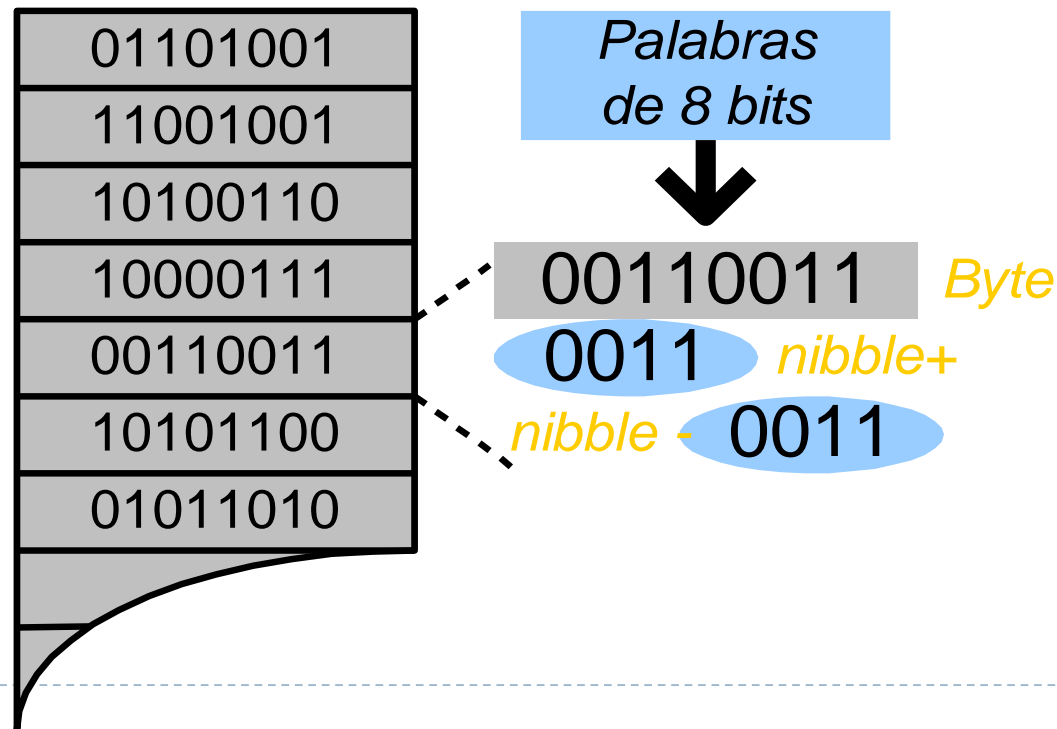 01101001
11001001
10100110
10000111
00110011
10101100
01011010
Palabras
de 8 bits
00110011 Byte
0011 nibble+
nibble - 0011